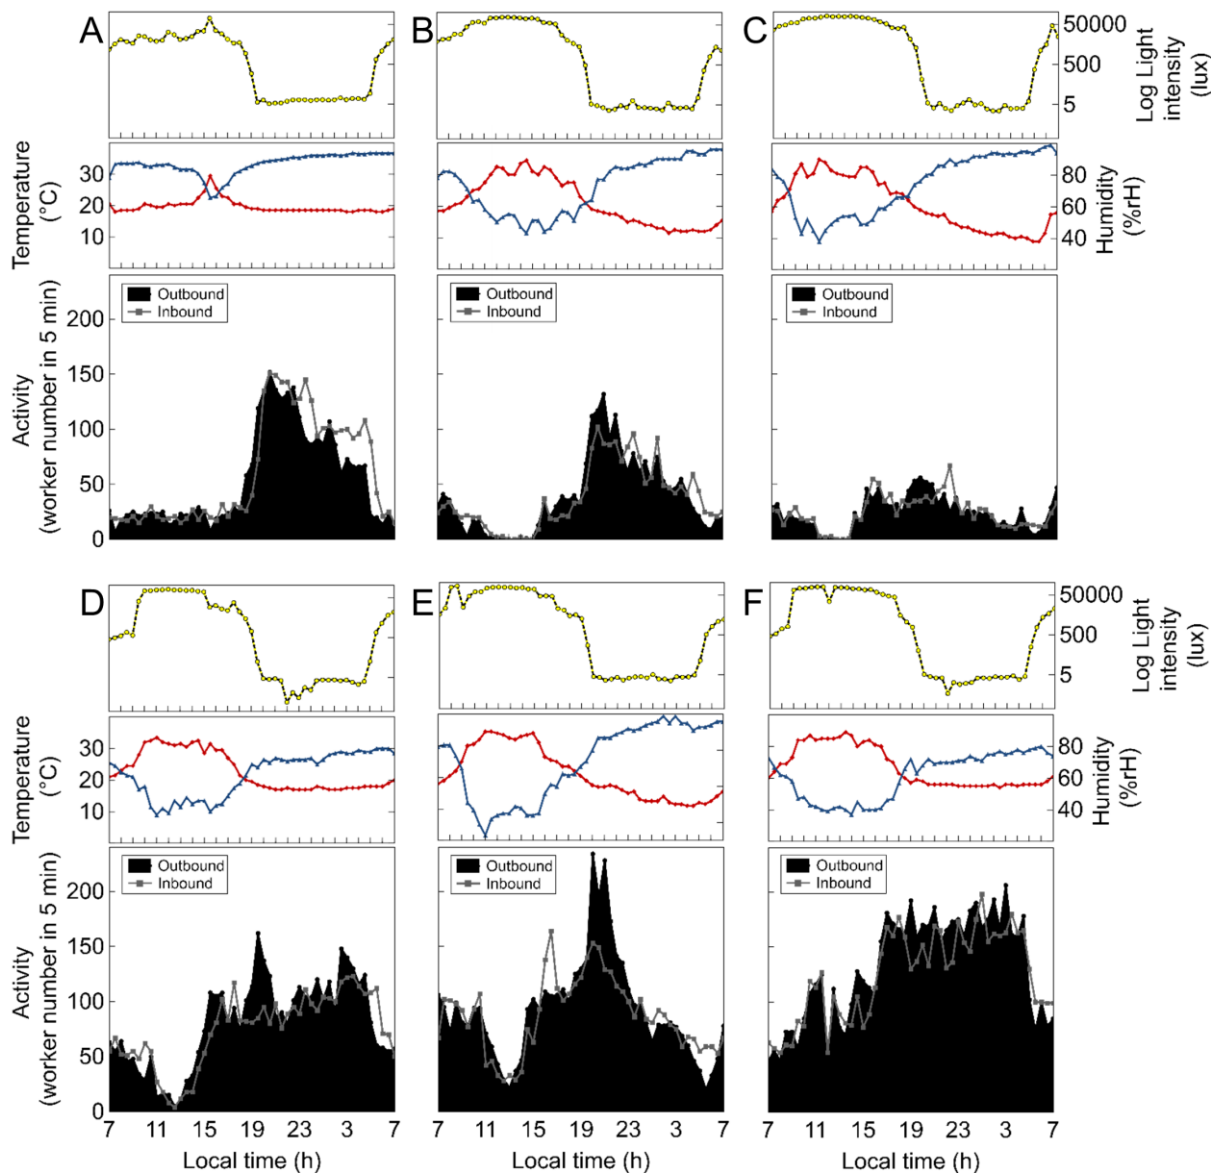 A
B
C
50000
500
5
Log Light
intensity
(lux)
Temperature
(°C)
30
20
10
80
60
40
Humidity
(%rH)
Activity
(worker number in 5 min)
200
150
100
50
0
Outbound
Inbound
Outbound
Inbound
Outbound
Inbound
D
E
F
50000
500
5
Log Light
intensity
(lux)
Temperature
(°C)
30
20
10
80
60
40
Humidity
(%rH)
Activity
(worker number in 5 min)
200
150
100
50
0
Outbound
Inbound
Outbound
Inbound
Outbound
Inbound
7 11 15 19 23 3 7
7 11 15 19 23 3 7
7 11 15 19 23 3 7
Local time (h)
Local time (h)
Local time (h)